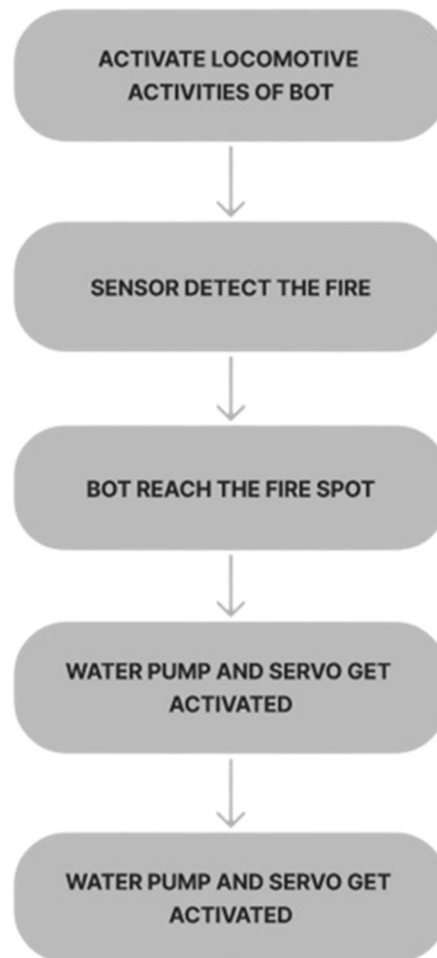 ACTIVATE LOCOMOTIVE
ACTIVITIES OF BOT
SENSOR DETECT THE FIRE
BOT REACH THE FIRE SPOT
WATER PUMP AND SERVO GET
ACTIVATED
WATER PUMP AND SERVO GET
ACTIVATED